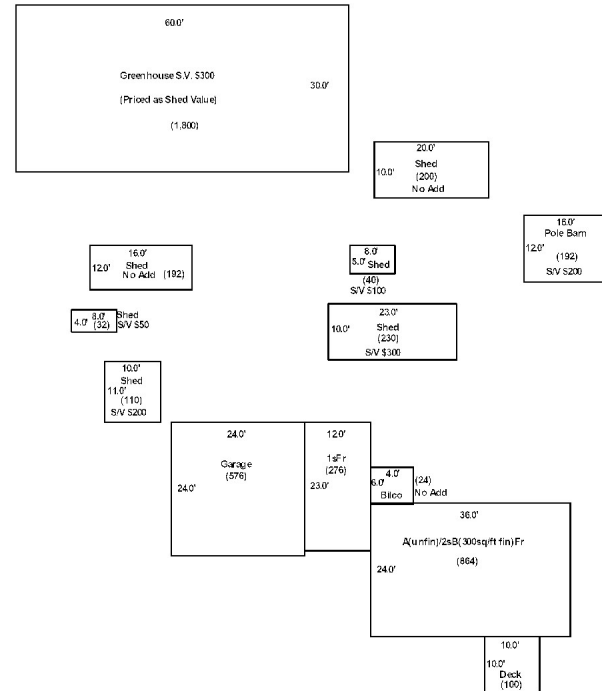 60.0'
Greenhouse S.V. $300
30.0'
(Priced as Shed Value)
(1,800)
20.0'
Shed
10.0'
(200)
No Add
16.0'
Pole Barn
12.0'
(192)
S/V $200
16.0'
Shed
12.0'
No Add (192)
8.0'
5.0' Shed
(40)
S/V $100
8.0' Shed
4.0' (32) S/V $50
23.0'
Shed
10.0'
(230)
S/V $300
10.0'
Shed
11.0'
(110)
S/V $200
24.0'
Garage
(576)
24.0'
12.0'
1sFr
(276)
23.0'
4.0'
6.0' (24)
Bilco No Add
36.0'
A(unfin)/2sB(300sq/ft fin)Fr
(864)
24.0'
10.0'
10.0'
Deck
(100)